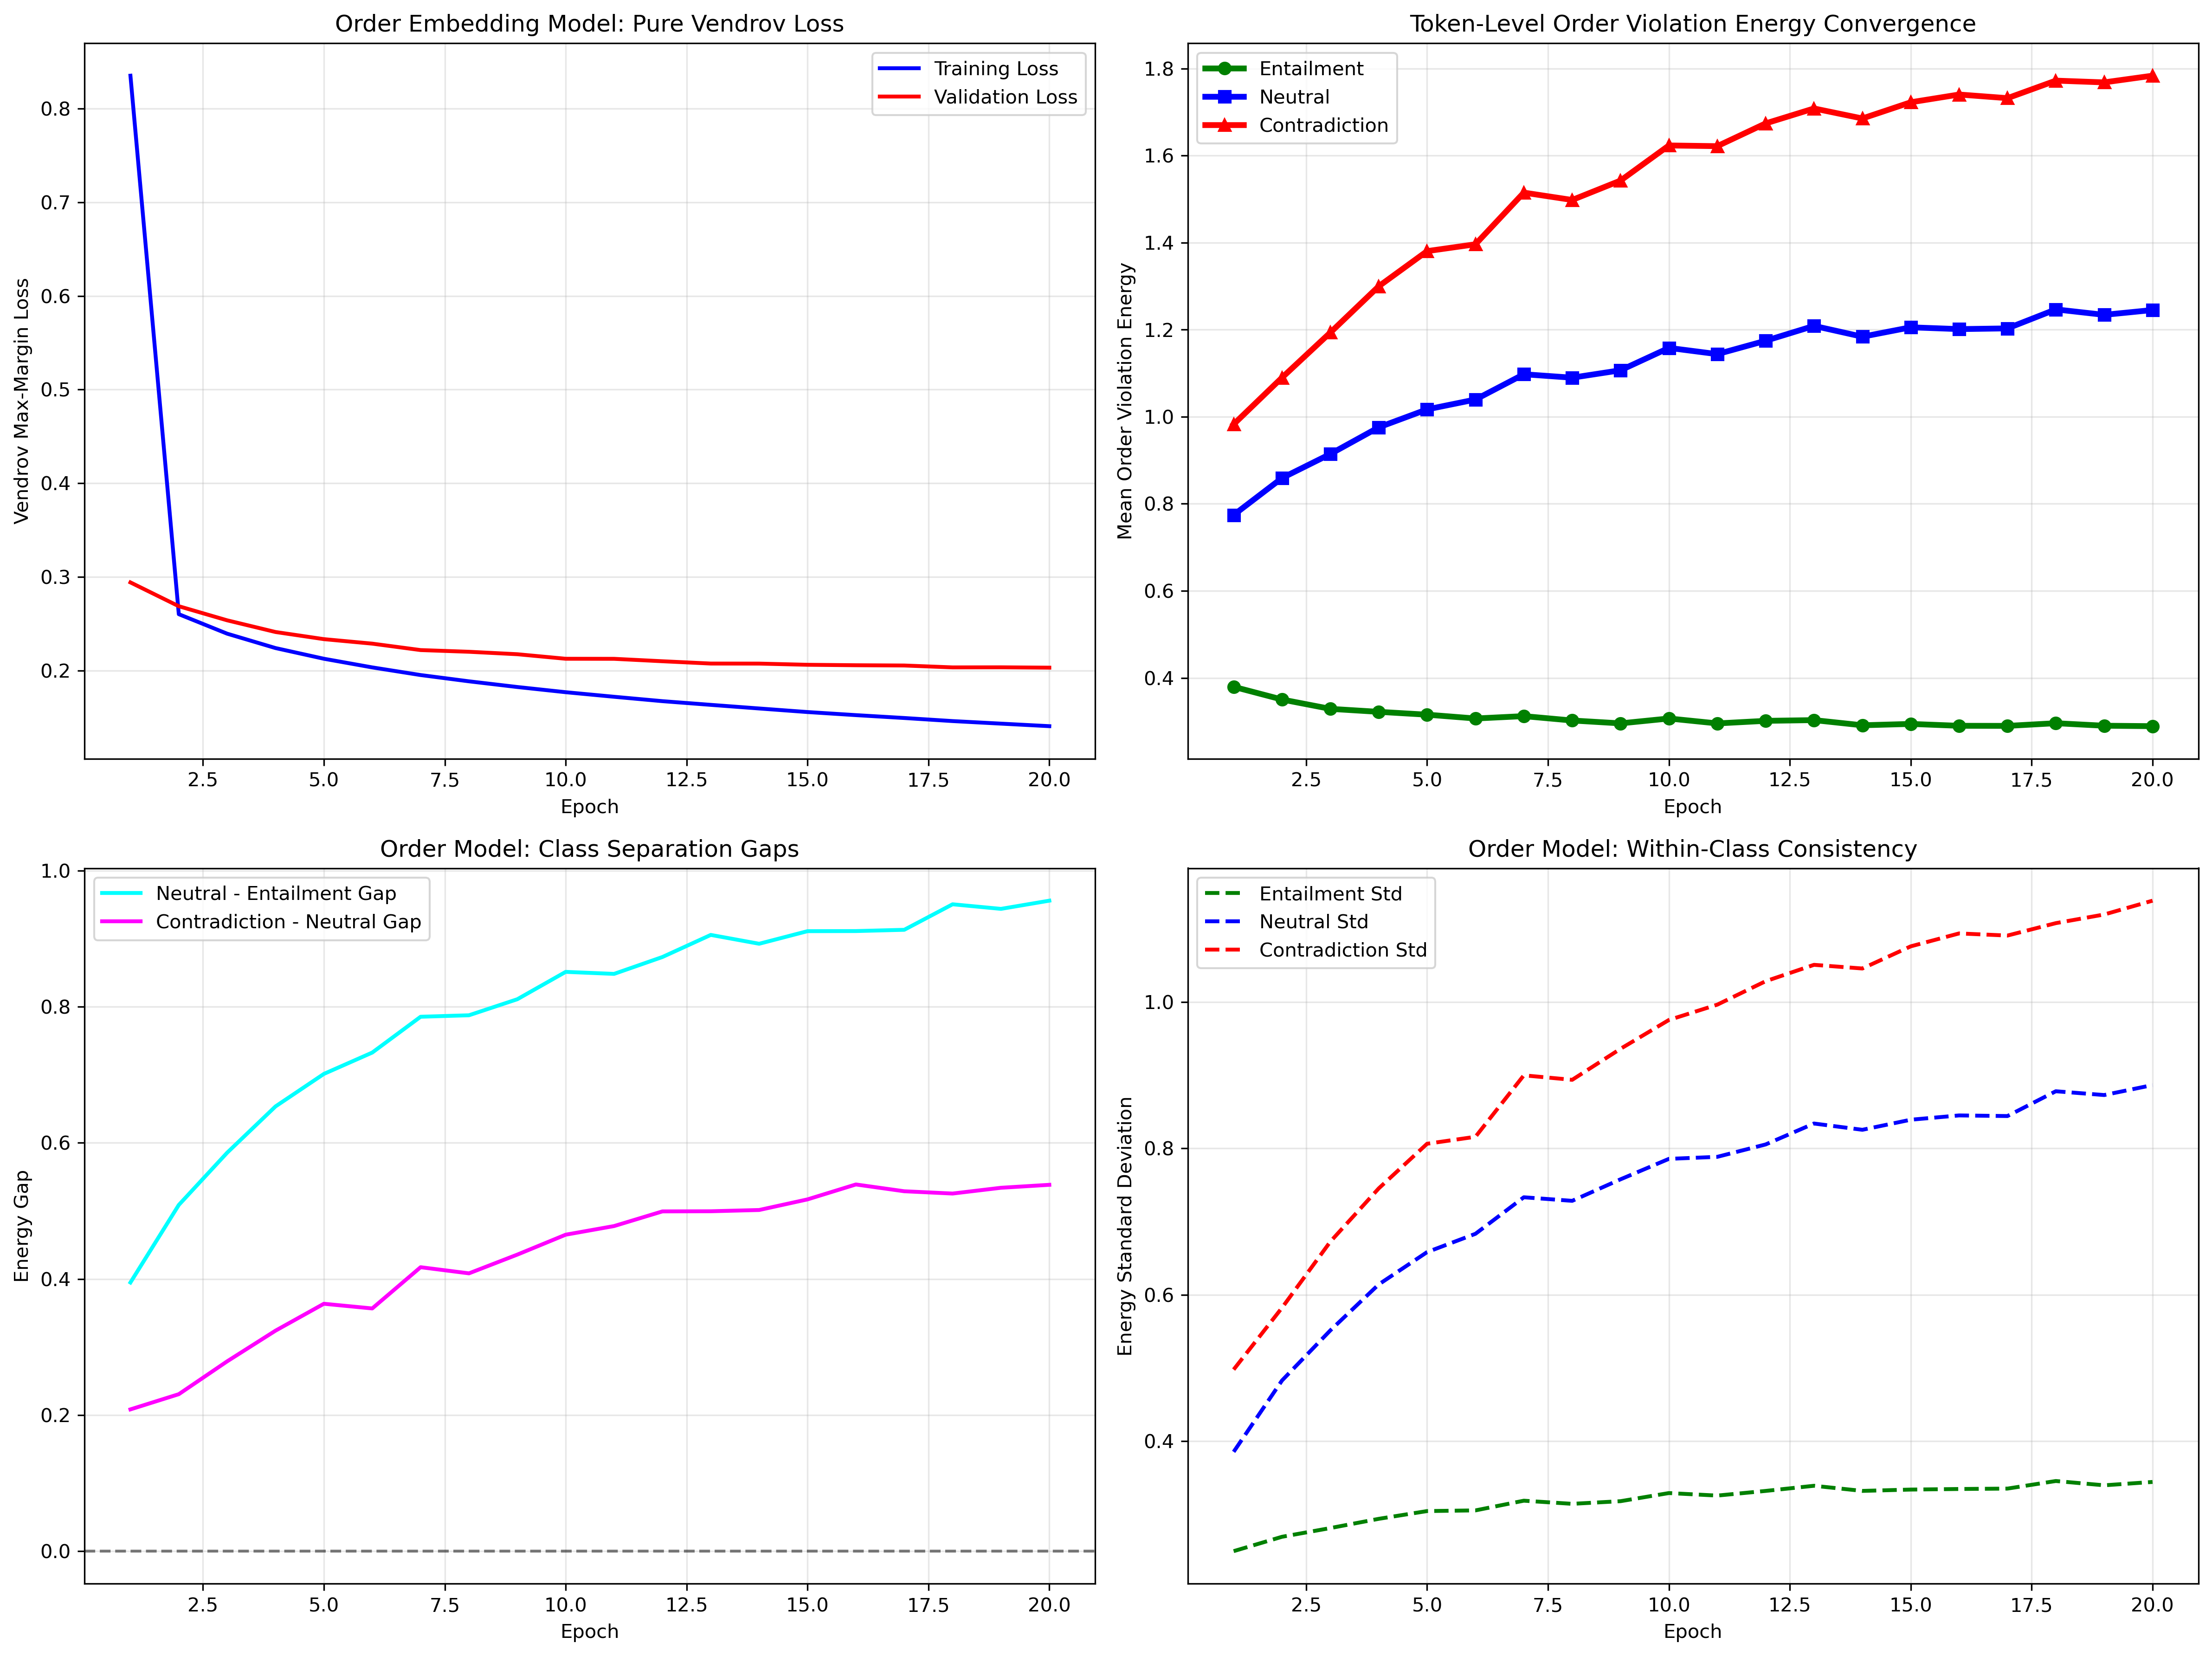 Order Embedding Model: Pure Vendrov Loss
Vendrov Max-Margin Loss
0.8
0.7
0.6
0.5
0.4
0.3
0.2
Training Loss
Validation Loss
2.5 5.0 7.5 10.0 12.5 15.0 17.5 20.0
Epoch
Token-Level Order Violation Energy Convergence
Mean Order Violation Energy
1.8
1.6
1.4
1.2
1.0
0.8
0.6
0.4
Entailment
Neutral
Contradiction
2.5 5.0 7.5 10.0 12.5 15.0 17.5 20.0
Epoch
Order Model: Class Separation Gaps
Energy Gap
1.0
0.8
0.6
0.4
0.2
0.0
Neutral - Entailment Gap
Contradiction - Neutral Gap
2.5 5.0 7.5 10.0 12.5 15.0 17.5 20.0
Epoch
Order Model: Within-Class Consistency
Energy Standard Deviation
1.0
0.8
0.6
0.4
Entailment Std
Neutral Std
Contradiction Std
2.5 5.0 7.5 10.0 12.5 15.0 17.5 20.0
Epoch